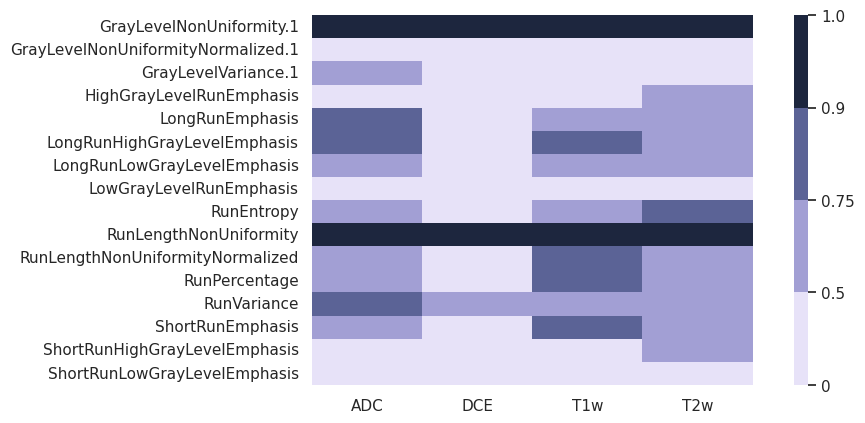 GrayLevelNonUniformity.1
GrayLevelNonUniformityNormalized.1
GrayLevelVariance.1
HighGrayLevelRunEmphasis
LongRunEmphasis
LongRunHighGrayLevelEmphasis
LongRunLowGrayLevelEmphasis
LowGrayLevelRunEmphasis
RunEntropy
RunLengthNonUniformity
RunLengthNonUniformityNormalized
RunPercentage
RunVariance
ShortRunEmphasis
ShortRunHighGrayLevelEmphasis
ShortRunLowGrayLevelEmphasis
ADC DCE T1w T2w
1.0
0.9
0.75
0.5
0